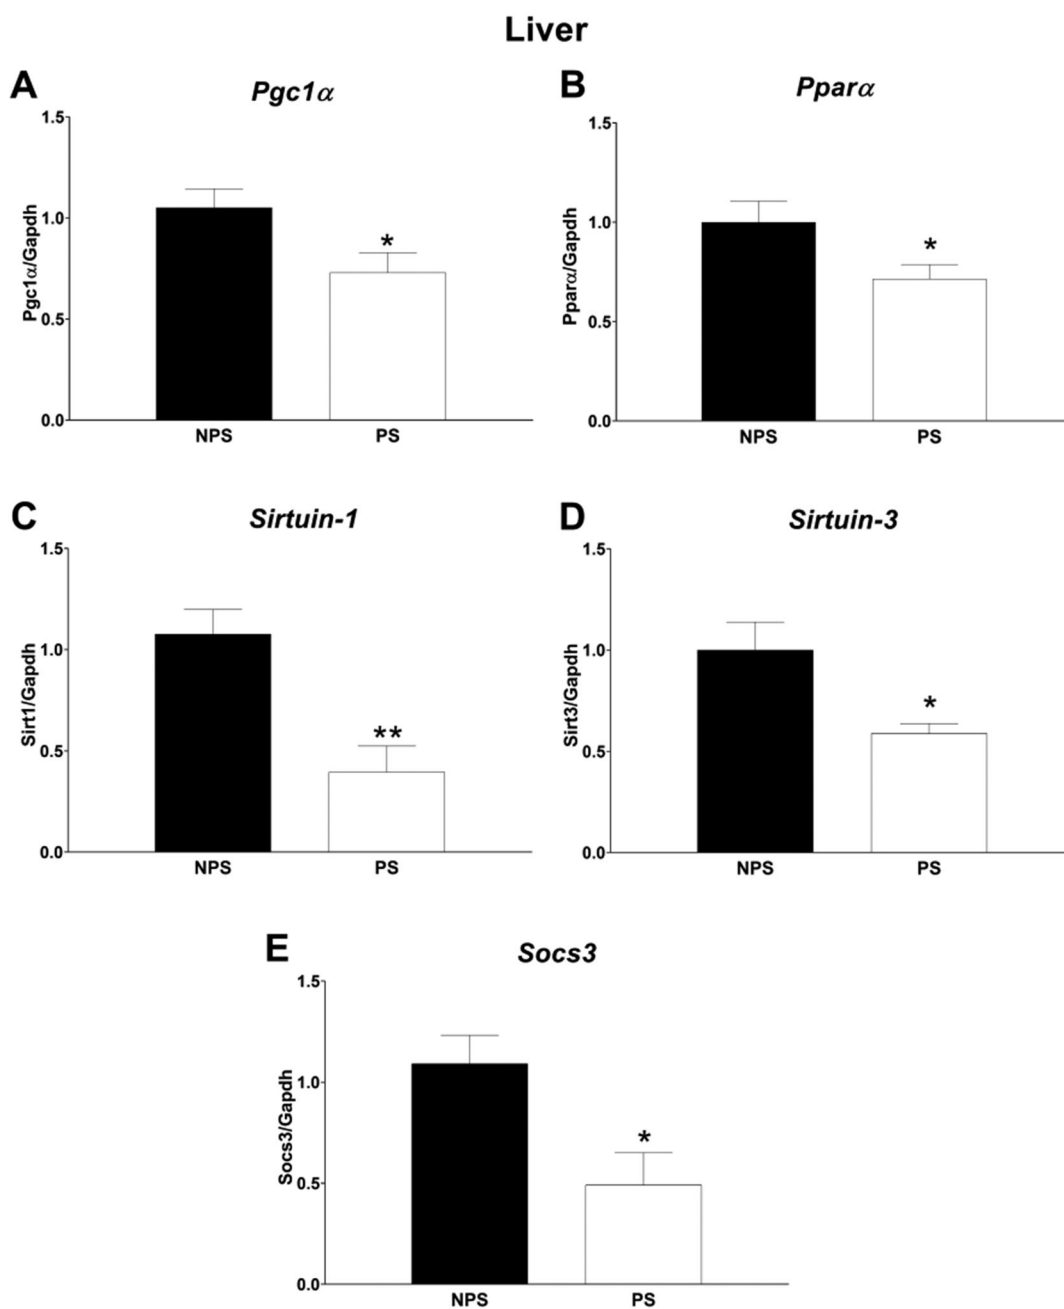 Liver
A
Pgc1α
Pgc1α/Gapdh
1.5
1.0
0.5
0.0
*
NPS
PS
B
Pparα
Pparα/Gapdh
1.5
1.0
0.5
0.0
*
NPS
PS
C
Sirtuin-1
Sirt1/Gapdh
1.5
1.0
0.5
0.0
**
NPS
PS
D
Sirtuin-3
Sirt3/Gapdh
1.5
1.0
0.5
0.0
*
NPS
PS
E
Socs3
Socs3/Gapdh
1.5
1.0
0.5
0.0
*
NPS
PS